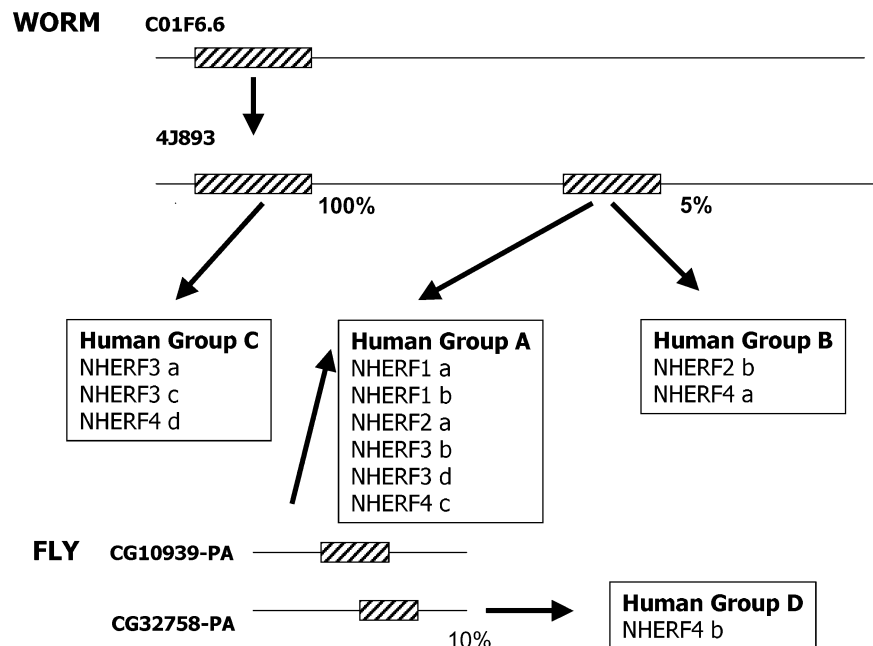 WORM C01F6.6
4J893
100% 5%
Human Group C
NHERF3 a
NHERF3 c
NHERF4 d
Human Group A
NHERF1 a
NHERF1 b
NHERF2 a
NHERF3 b
NHERF3 d
NHERF4 c
Human Group B
NHERF2 b
NHERF4 a
FLY CG10939-PA
CG32758-PA
10%
Human Group D
NHERF4 b